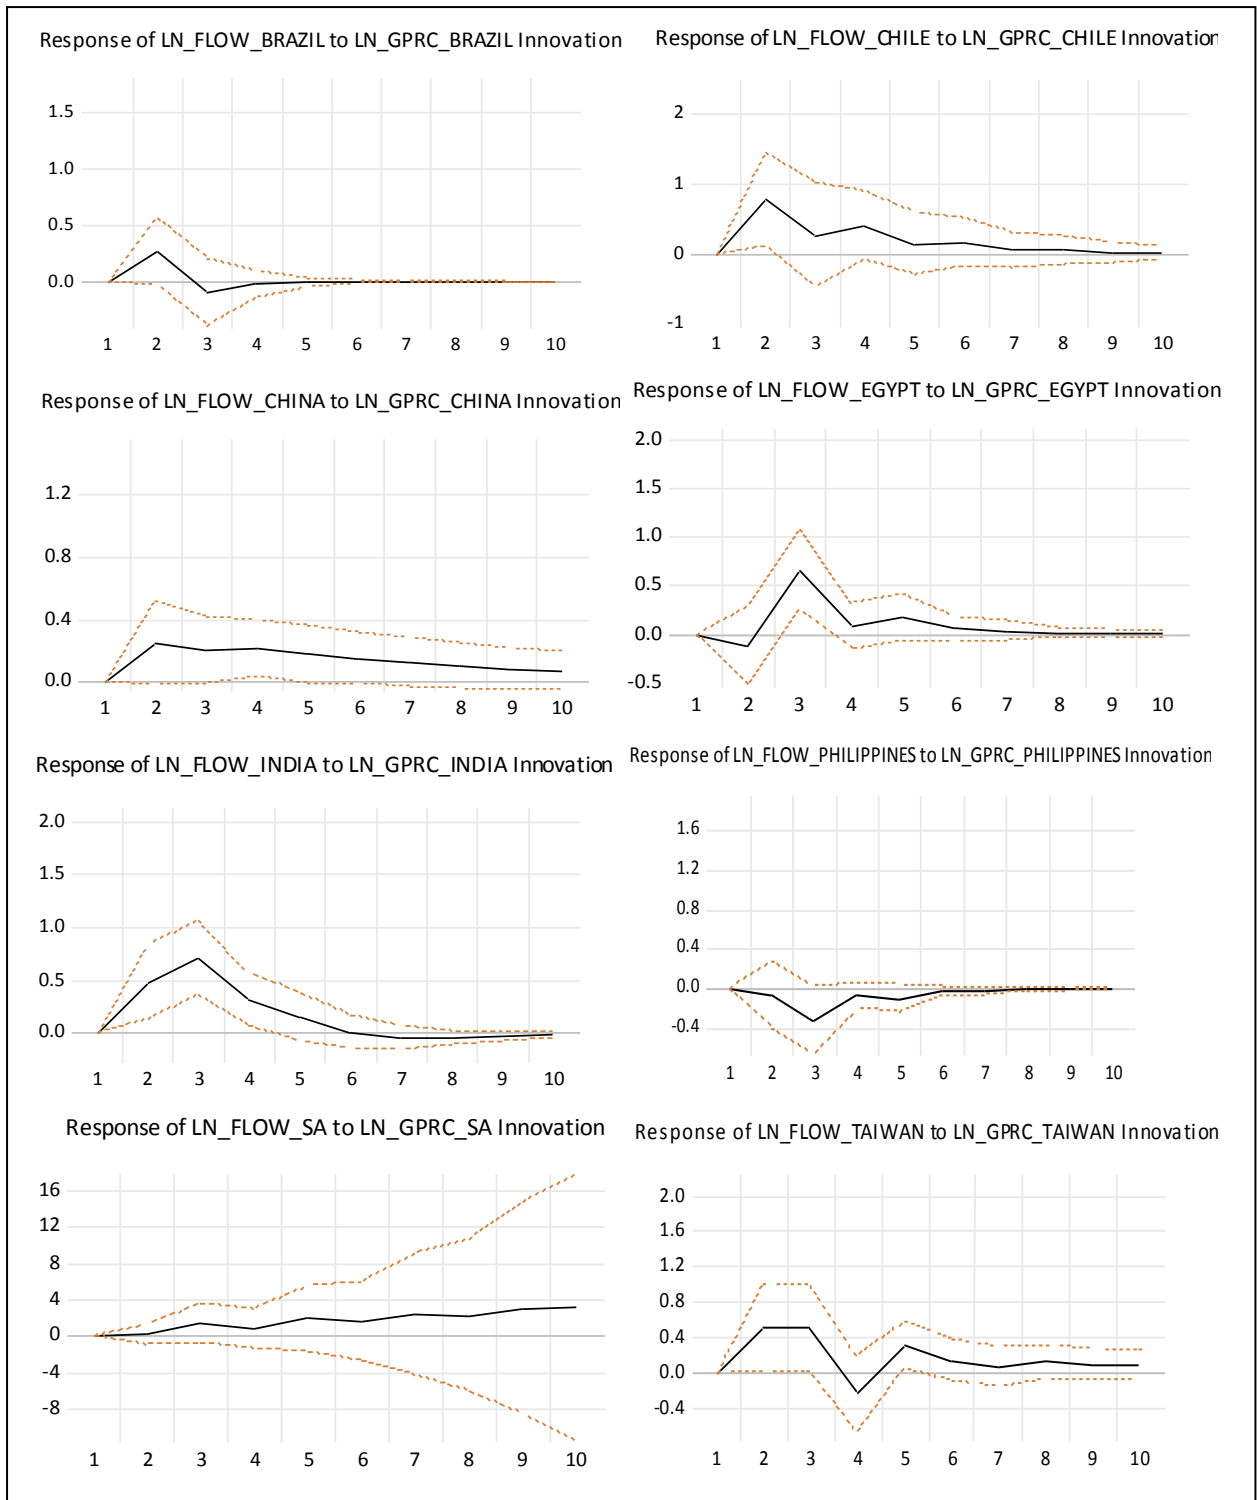 Response of LN_FLOW_BRAZIL to LN_GPRC_BRAZIL Innovation
1.5
1.0
0.5
0.0
1 2 3 4 5 6 7 8 9 10
Response of LN_FLOW_CHILE to LN_GPRC_CHILE Innovation
2
1
0
-1
1 2 3 4 5 6 7 8 9 10
Response of LN_FLOW_CHINA to LN_GPRC_CHINA Innovation
1.2
0.8
0.4
0.0
1 2 3 4 5 6 7 8 9 10
Response of LN_FLOW_EGYPT to LN_GPRC_EGYPT Innovation
2.0
1.5
1.0
0.5
0.0
-0.5
1 2 3 4 5 6 7 8 9 10
Response of LN_FLOW_INDIA to LN_GPRC_INDIA Innovation
2.0
1.5
1.0
0.5
0.0
1 2 3 4 5 6 7 8 9 10
Response of LN_FLOW_PHILIPPINES to LN_GPRC_PHILIPPINES Innovation
1.6
1.2
0.8
0.4
0.0
-0.4
1 2 3 4 5 6 7 8 9 10
Response of LN_FLOW_SA to LN_GPRC_SA Innovation
16
12
8
4
0
-4
-8
1 2 3 4 5 6 7 8 9 10
Response of LN_FLOW_TAIWAN to LN_GPRC_TAIWAN Innovation
2.0
1.6
1.2
0.8
0.4
0.0
-0.4
1 2 3 4 5 6 7 8 9 10